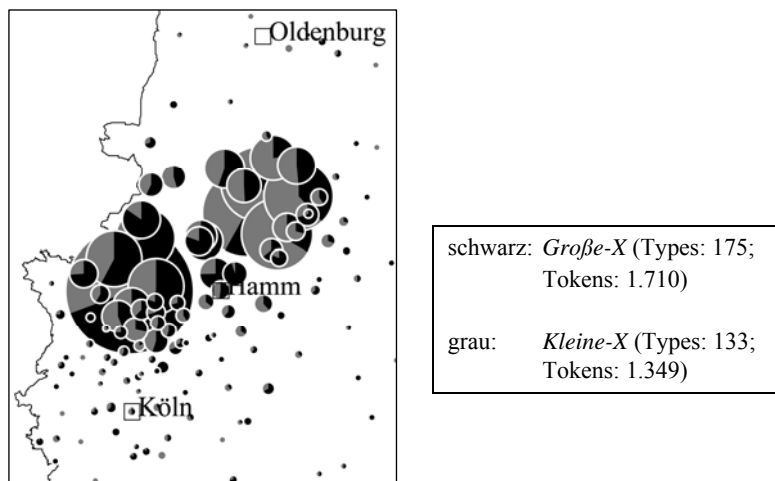 Oldenburg
Hamm
Köln
schwarz: Große-X (Types: 175;
Tokens: 1.710)
grau: Kleine-X (Types: 133;
Tokens: 1.349)